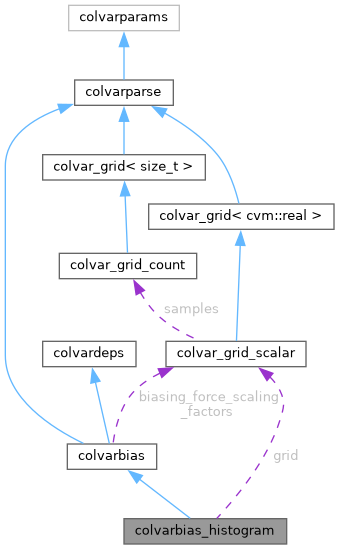 colvarparams
colvarparse
colvar_grid< size_t >
colvar_grid< cvm::real >
colvar_grid_count
samples
colvardeps
colvar_grid_scalar
biasing_force_scaling
_factors
colvarbias
grid
colvarbias_histogram